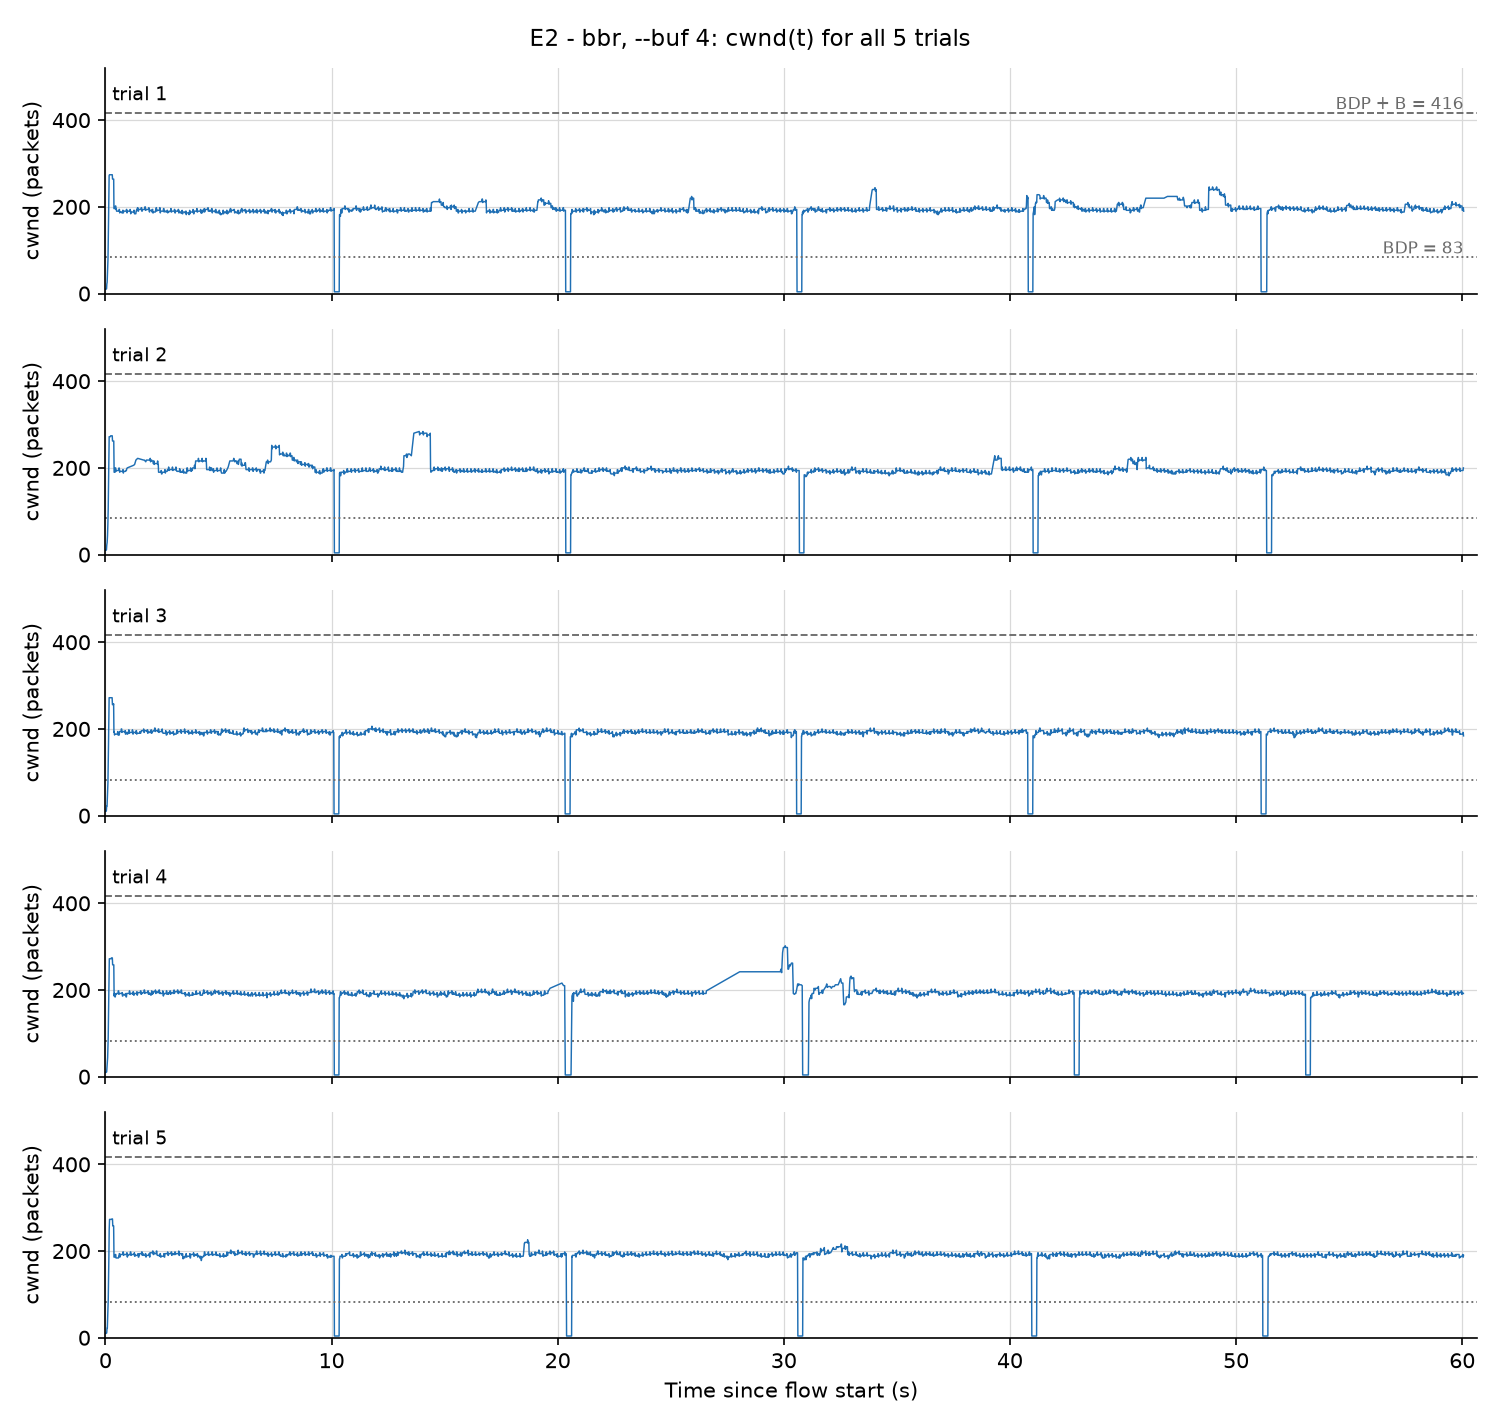 E2 - bbr, --buf 4: cwnd(t) for all 5 trials
trial 1
BDP + B = 416
BDP = 83
cwnd (packets)
400
200
0
trial 2
cwnd (packets)
400
200
0
trial 3
cwnd (packets)
400
200
0
trial 4
cwnd (packets)
400
200
0
trial 5
cwnd (packets)
400
200
0
0 10 20 30 40 50 60
Time since flow start (s)